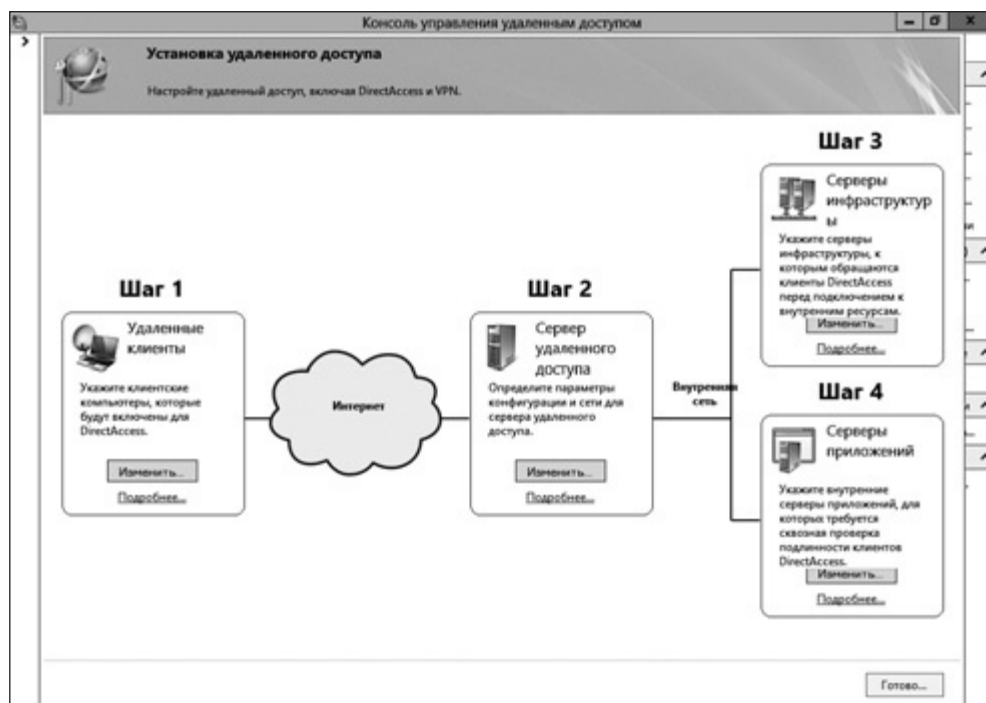 Консоль управления удаленным доступом
Установка удаленного доступа
Настройте удаленный доступ, включая DirectAccess и VPN.
Шаг 1
Удаленные
клиенты
Укажите клиентские
компьютеры, которые
будут включены для
DirectAccess.
Изменить...
Подробнее...
Интернет
Шаг 2
Сервер
удаленного
доступа
Определите параметры
конфигурации и сети для
сервера удаленного
доступа.
Изменить...
Подробнее...
Внутренняя
сеть
Шаг 3
Серверы
инфраструктур
ы
Укажите серверы
инфраструктуры, к
которым обращаются
клиенты DirectAccess
перед подключением к
внутренним ресурсам.
Изменить...
Подробнее...
Шаг 4
Серверы
приложений
Укажите внутренние
серверы приложений, для
которых требуется
сквозная проверка
подлинности клиентов
DirectAccess.
Изменить...
Подробнее...
Готово...